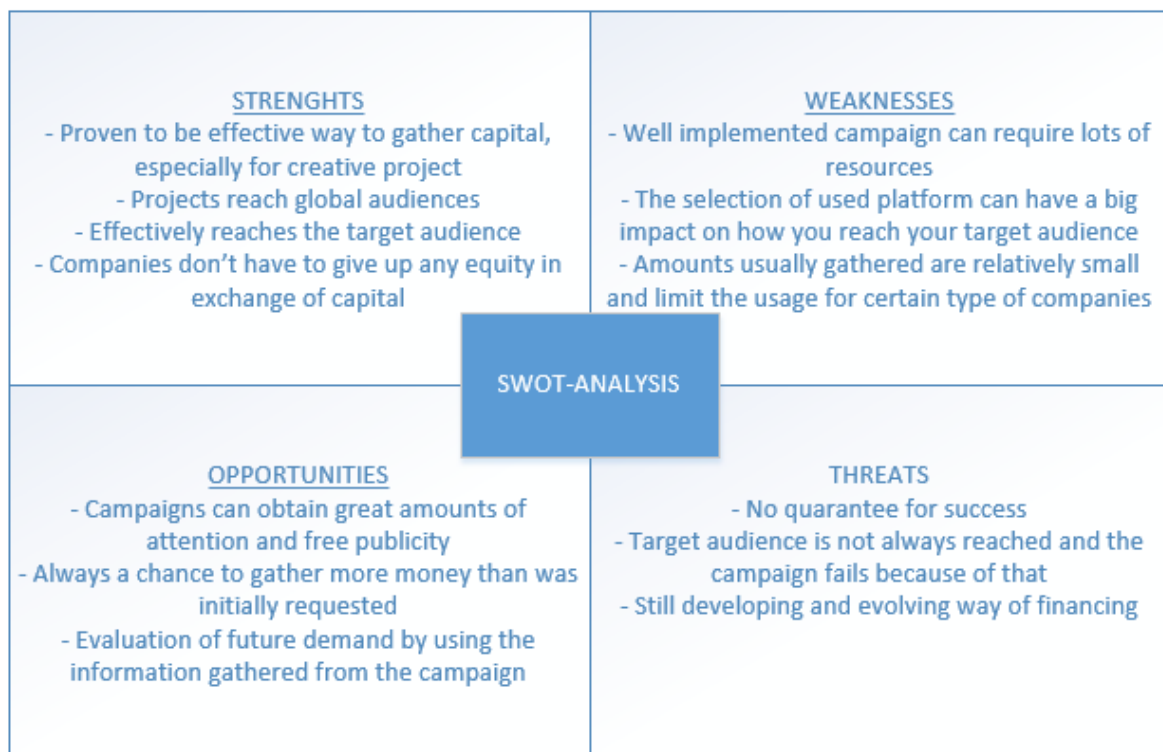 STRENGHTS
- Proven to be effective way to gather capital,
especially for creative project
- Projects reach global audiences
- Effectively reaches the target audience
- Companies don't have to give up any equity in
exchange of capital
WEAKNESSES
- Well implemented campaign can require lots of
resources
- The selection of used platform can have a big
impact on how you reach your target audience
- Amounts usually gathered are relatively small
and limit the usage for certain type of companies
SWOT-ANALYSIS
OPPORTUNITIES
- Campaigns can obtain great amounts of
attention and free publicity
- Always a chance to gather more money than was
initially requested
- Evaluation of future demand by using the
information gathered from the campaign
THREATS
- No quarantee for success
- Target audience is not always reached and the
campaign fails because of that
- Still developing and evolving way of financing